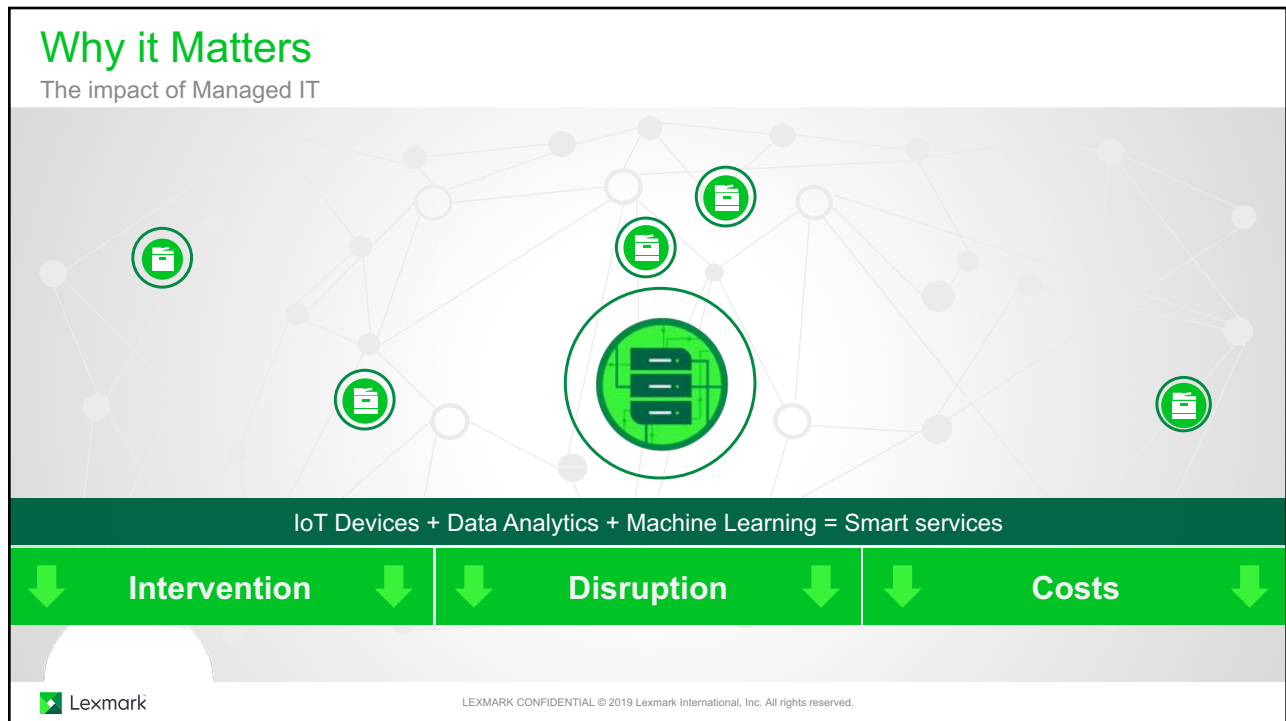 Why it Matters
The impact of Managed IT
IoT Devices + Data Analytics + Machine Learning = Smart services
Intervention
Disruption
Costs
Lexmark
LEXMARK CONFIDENTIAL © 2019 Lexmark International, Inc. All rights reserved.